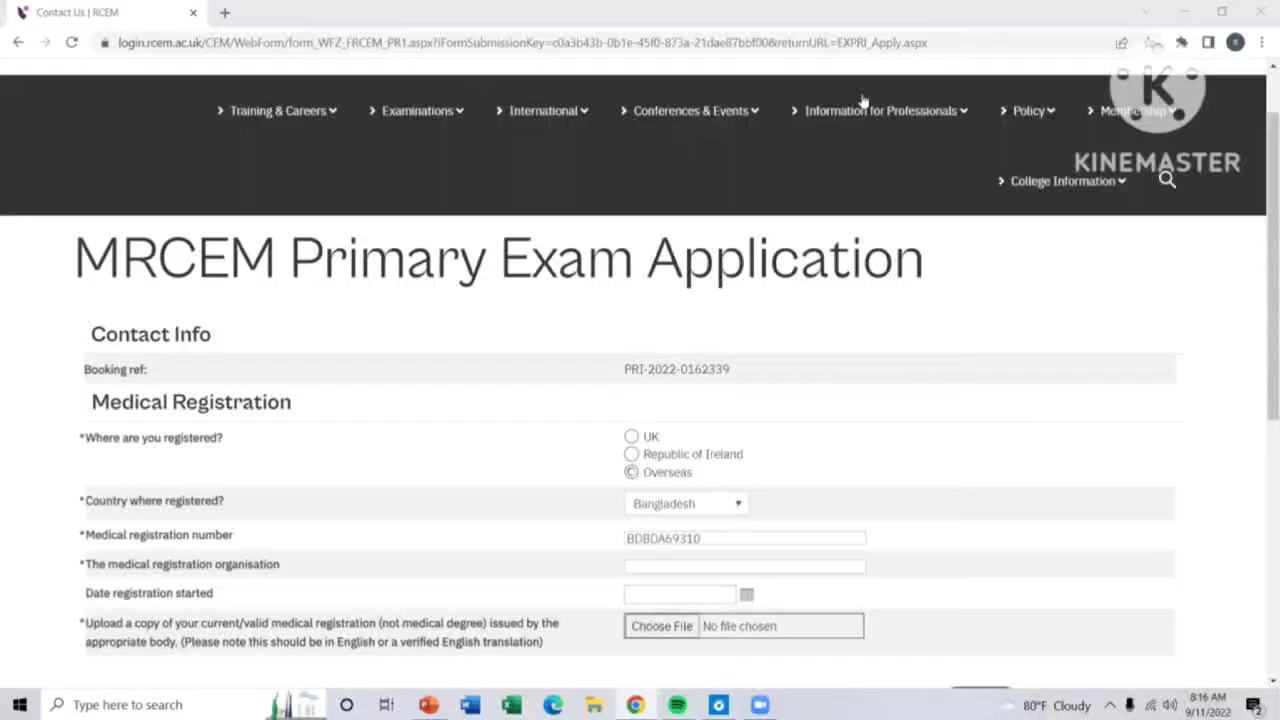 Contact Us | RCEM
login.rcem.ac.uk/CEM/WebForm/form_WFZ_FRCEM_PR1.aspx?iFormSubmissionKey=c0a3b43b-0b1e-45f0-873a-21dae87bbf00&returnURL=EXPRI_Apply.aspx
Training & Careers Examinations International Conferences & Events Information for Professionals Policy Membership
K
KINEMASTER
College Information
MRCEM Primary Exam Application
Contact Info
Booking ref: PRI-2022-0162339
Medical Registration
*Where are you registered? UK
Republic of Ireland
Overseas
*Country where registered? Bangladesh
*Medical registration number BDBDA69310
*The medical registration organisation
Date registration started
*Upload a copy of your current/valid medical registration (not medical degree) issued by the
appropriate body. (Please note this should be in English or a verified English translation)
Choose File No file chosen
Type here to search
80°F Cloudy
8:16 AM
9/11/2022
2